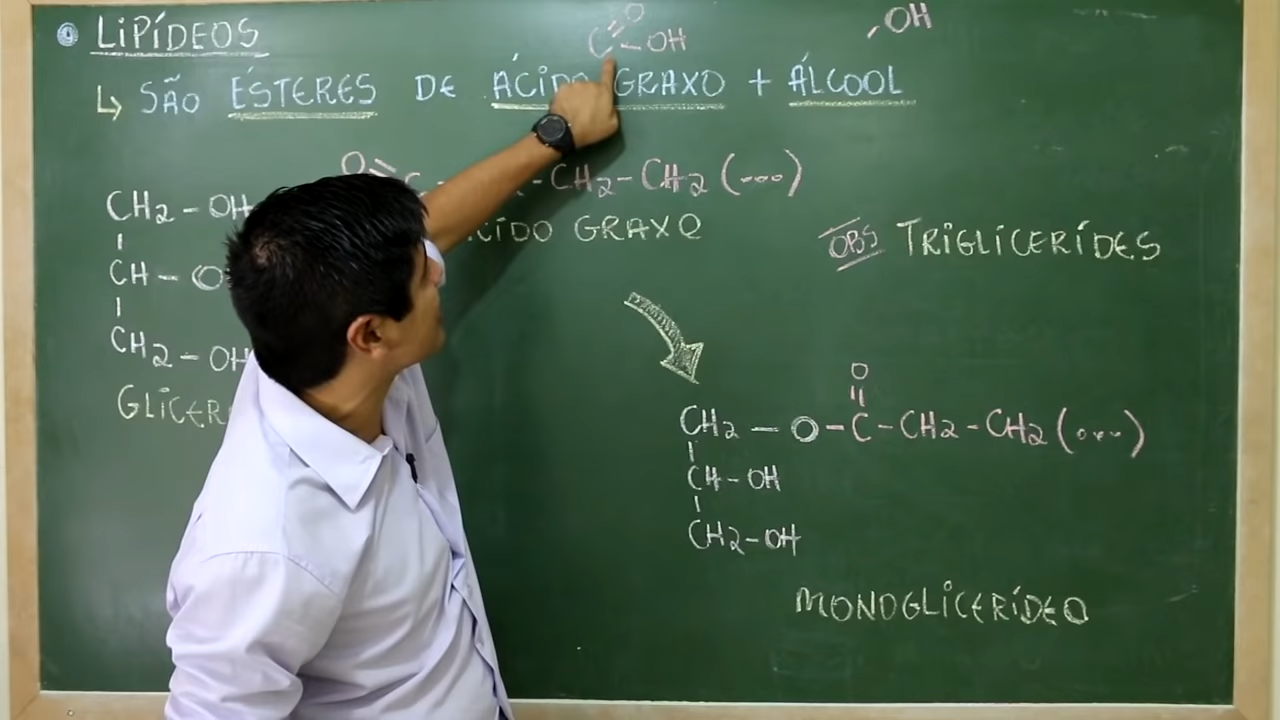 LIPÍDEOS
O
C - OH
- OH
↳ SÃO ÉSTERES DE ÁCIDO GRAXO + ÁLCOOL
O
- CH2 - CH2 (...)
CH2 - OH
GRAXO
OBS TRIGLICERÍDES
CH - O
CH2 - OH
O
CH2 - O - C - CH2 - CH2 (...)
CH - OH
CH2 - OH
MONOGLICERÍDEO